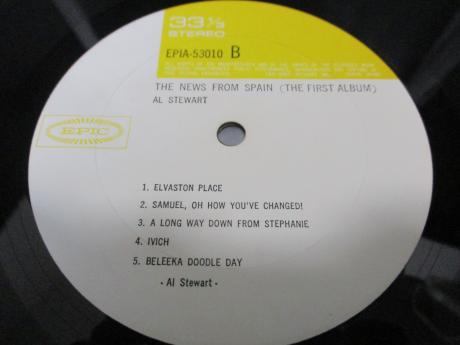 33 1/3
STEREO
EPIA-53010 B
THE NEWS FROM SPAIN (THE FIRST ALBUM)
AL STEWART
EPIC
1. ELVASTON PLACE
2. SAMUEL, OH HOW YOU'VE CHANGED!
3. A LONG WAY DOWN FROM STEPHANIE
4. IVICH
5. BELEEKA DOODLE DAY
• Al Stewart •